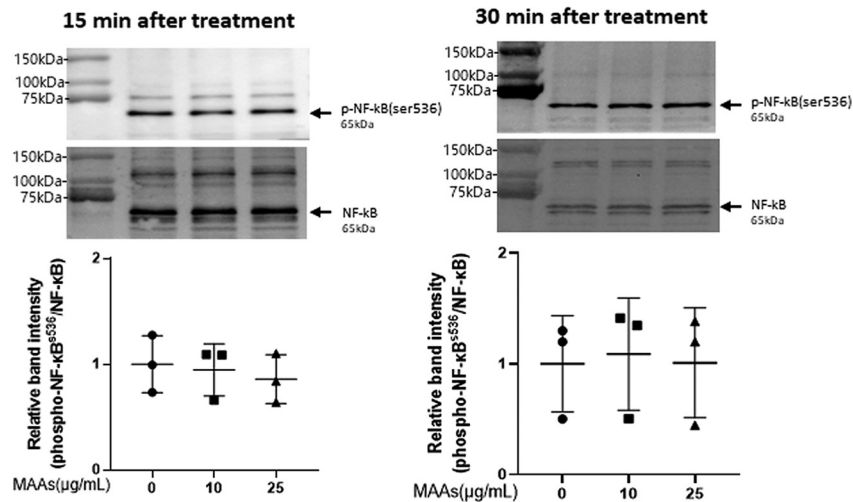 15 min after treatment
150kDa
100kDa
75kDa
p-NF-kB(ser536)
65kDa
150kDa
100kDa
75kDa
NF-kB
65kDa
Relative band intensity
(phospho-NF-κB^s536/NF-κB)
2
1
0
MAAs(μg/mL) 0 10 25
30 min after treatment
150kDa
100kDa
75kDa
p-NF-kB(ser536)
65kDa
150kDa
100kDa
75kDa
NF-kB
65kDa
Relative band intensity
(phospho-NF-κB^s536/NF-κB)
2
1
0
MAAs(μg/mL) 0 10 25